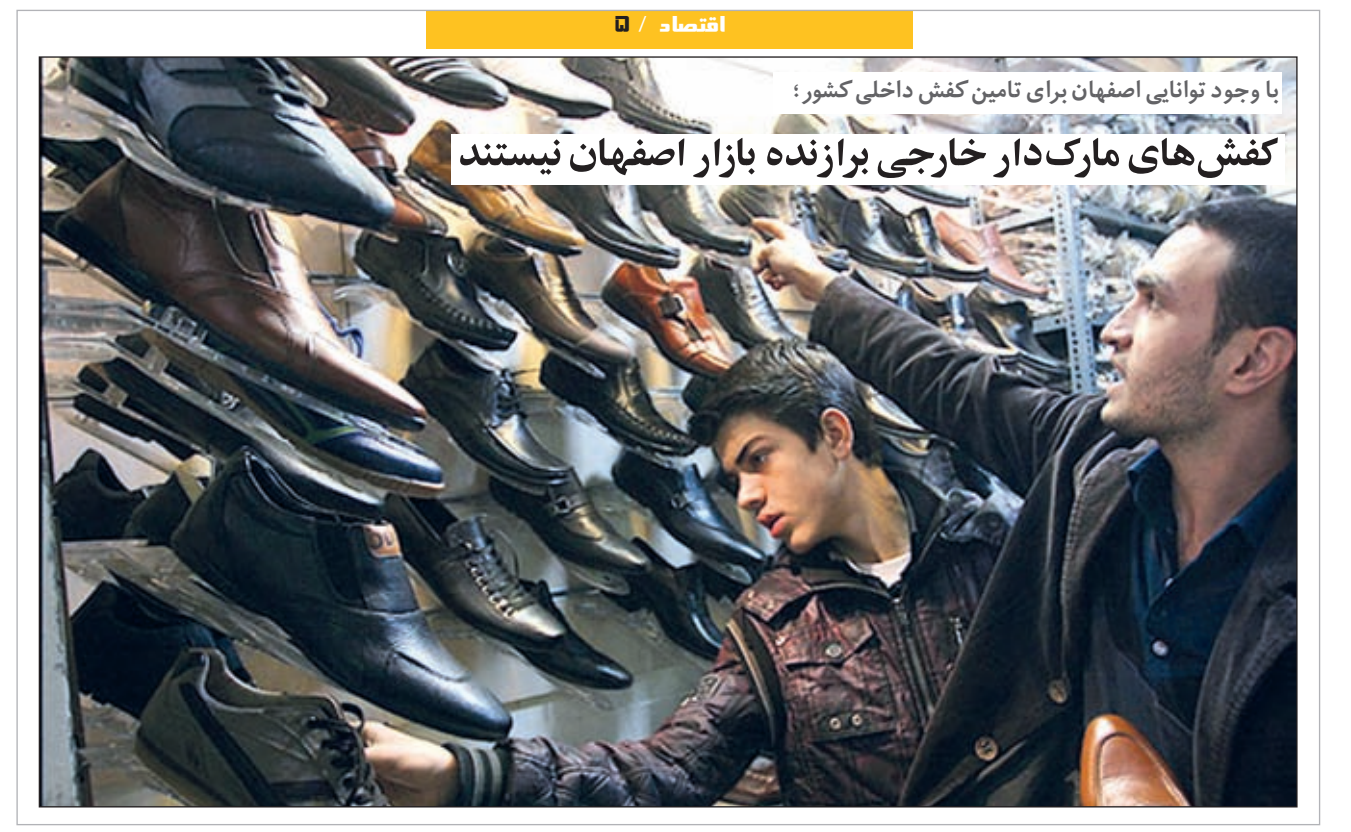 اقتصاد / ۵
با وجود توانایی اصفهان برای تامین کفش داخلی کشور؛
کفش‌های مارک‌دار خارجی برازنده بازار اصفهان نیستند